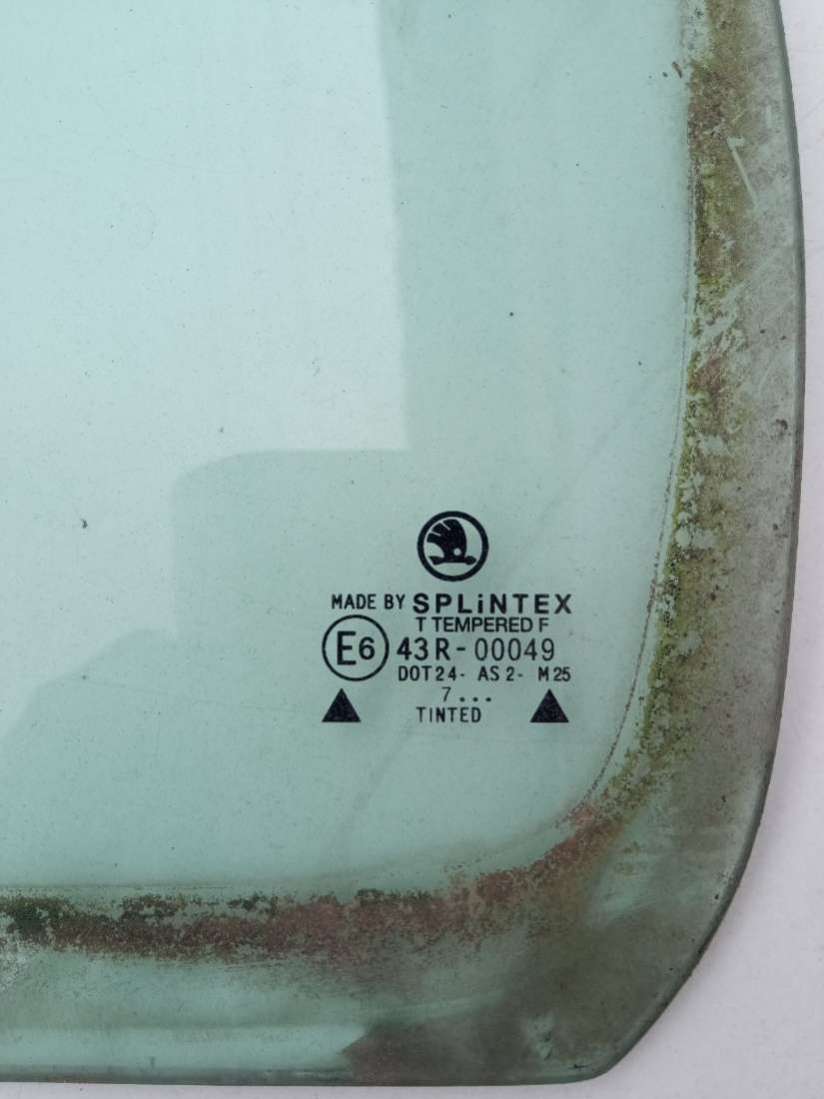 MADE BY SPLiNTEX
T TEMPERED F
E6 43R-00049
DOT24- AS2- M25
7...
TINTED